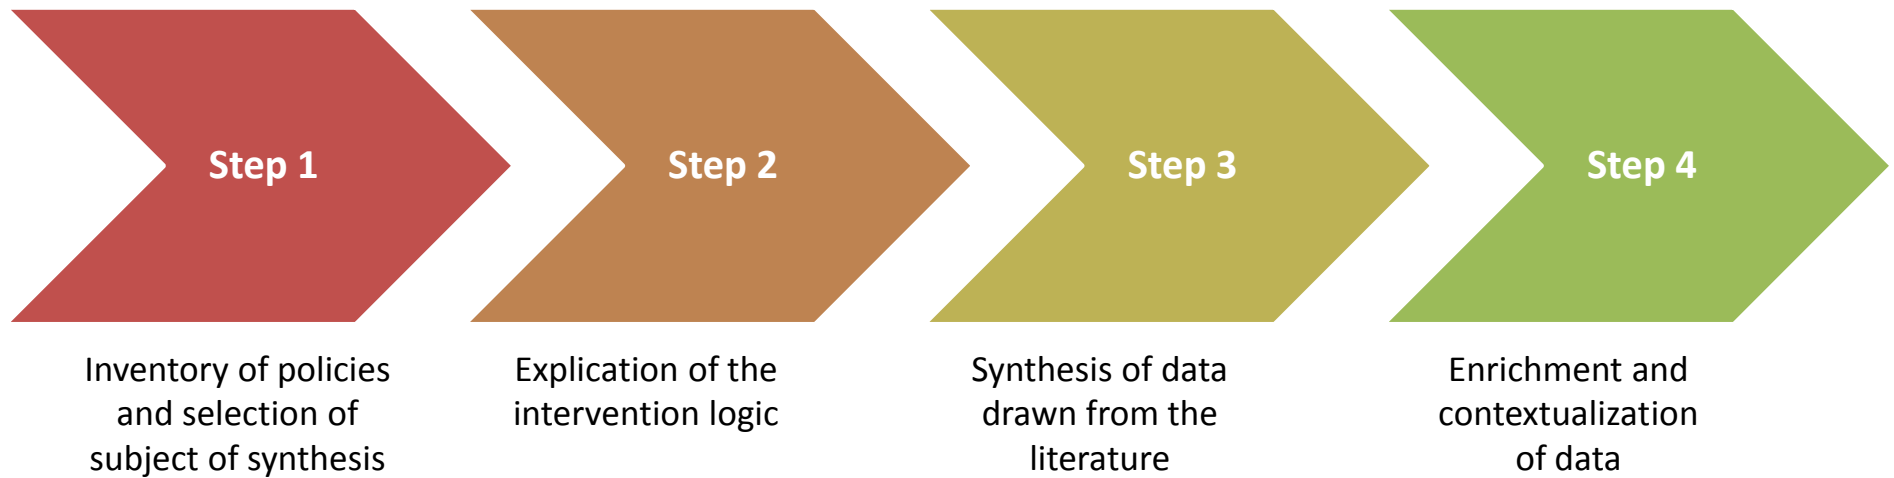 Step 1
Step 2
Step 3
Step 4
Inventory of policies
and selection of
subject of synthesis
Explication of the
intervention logic
Synthesis of data
drawn from the
literature
Enrichment and
contextualization
of data